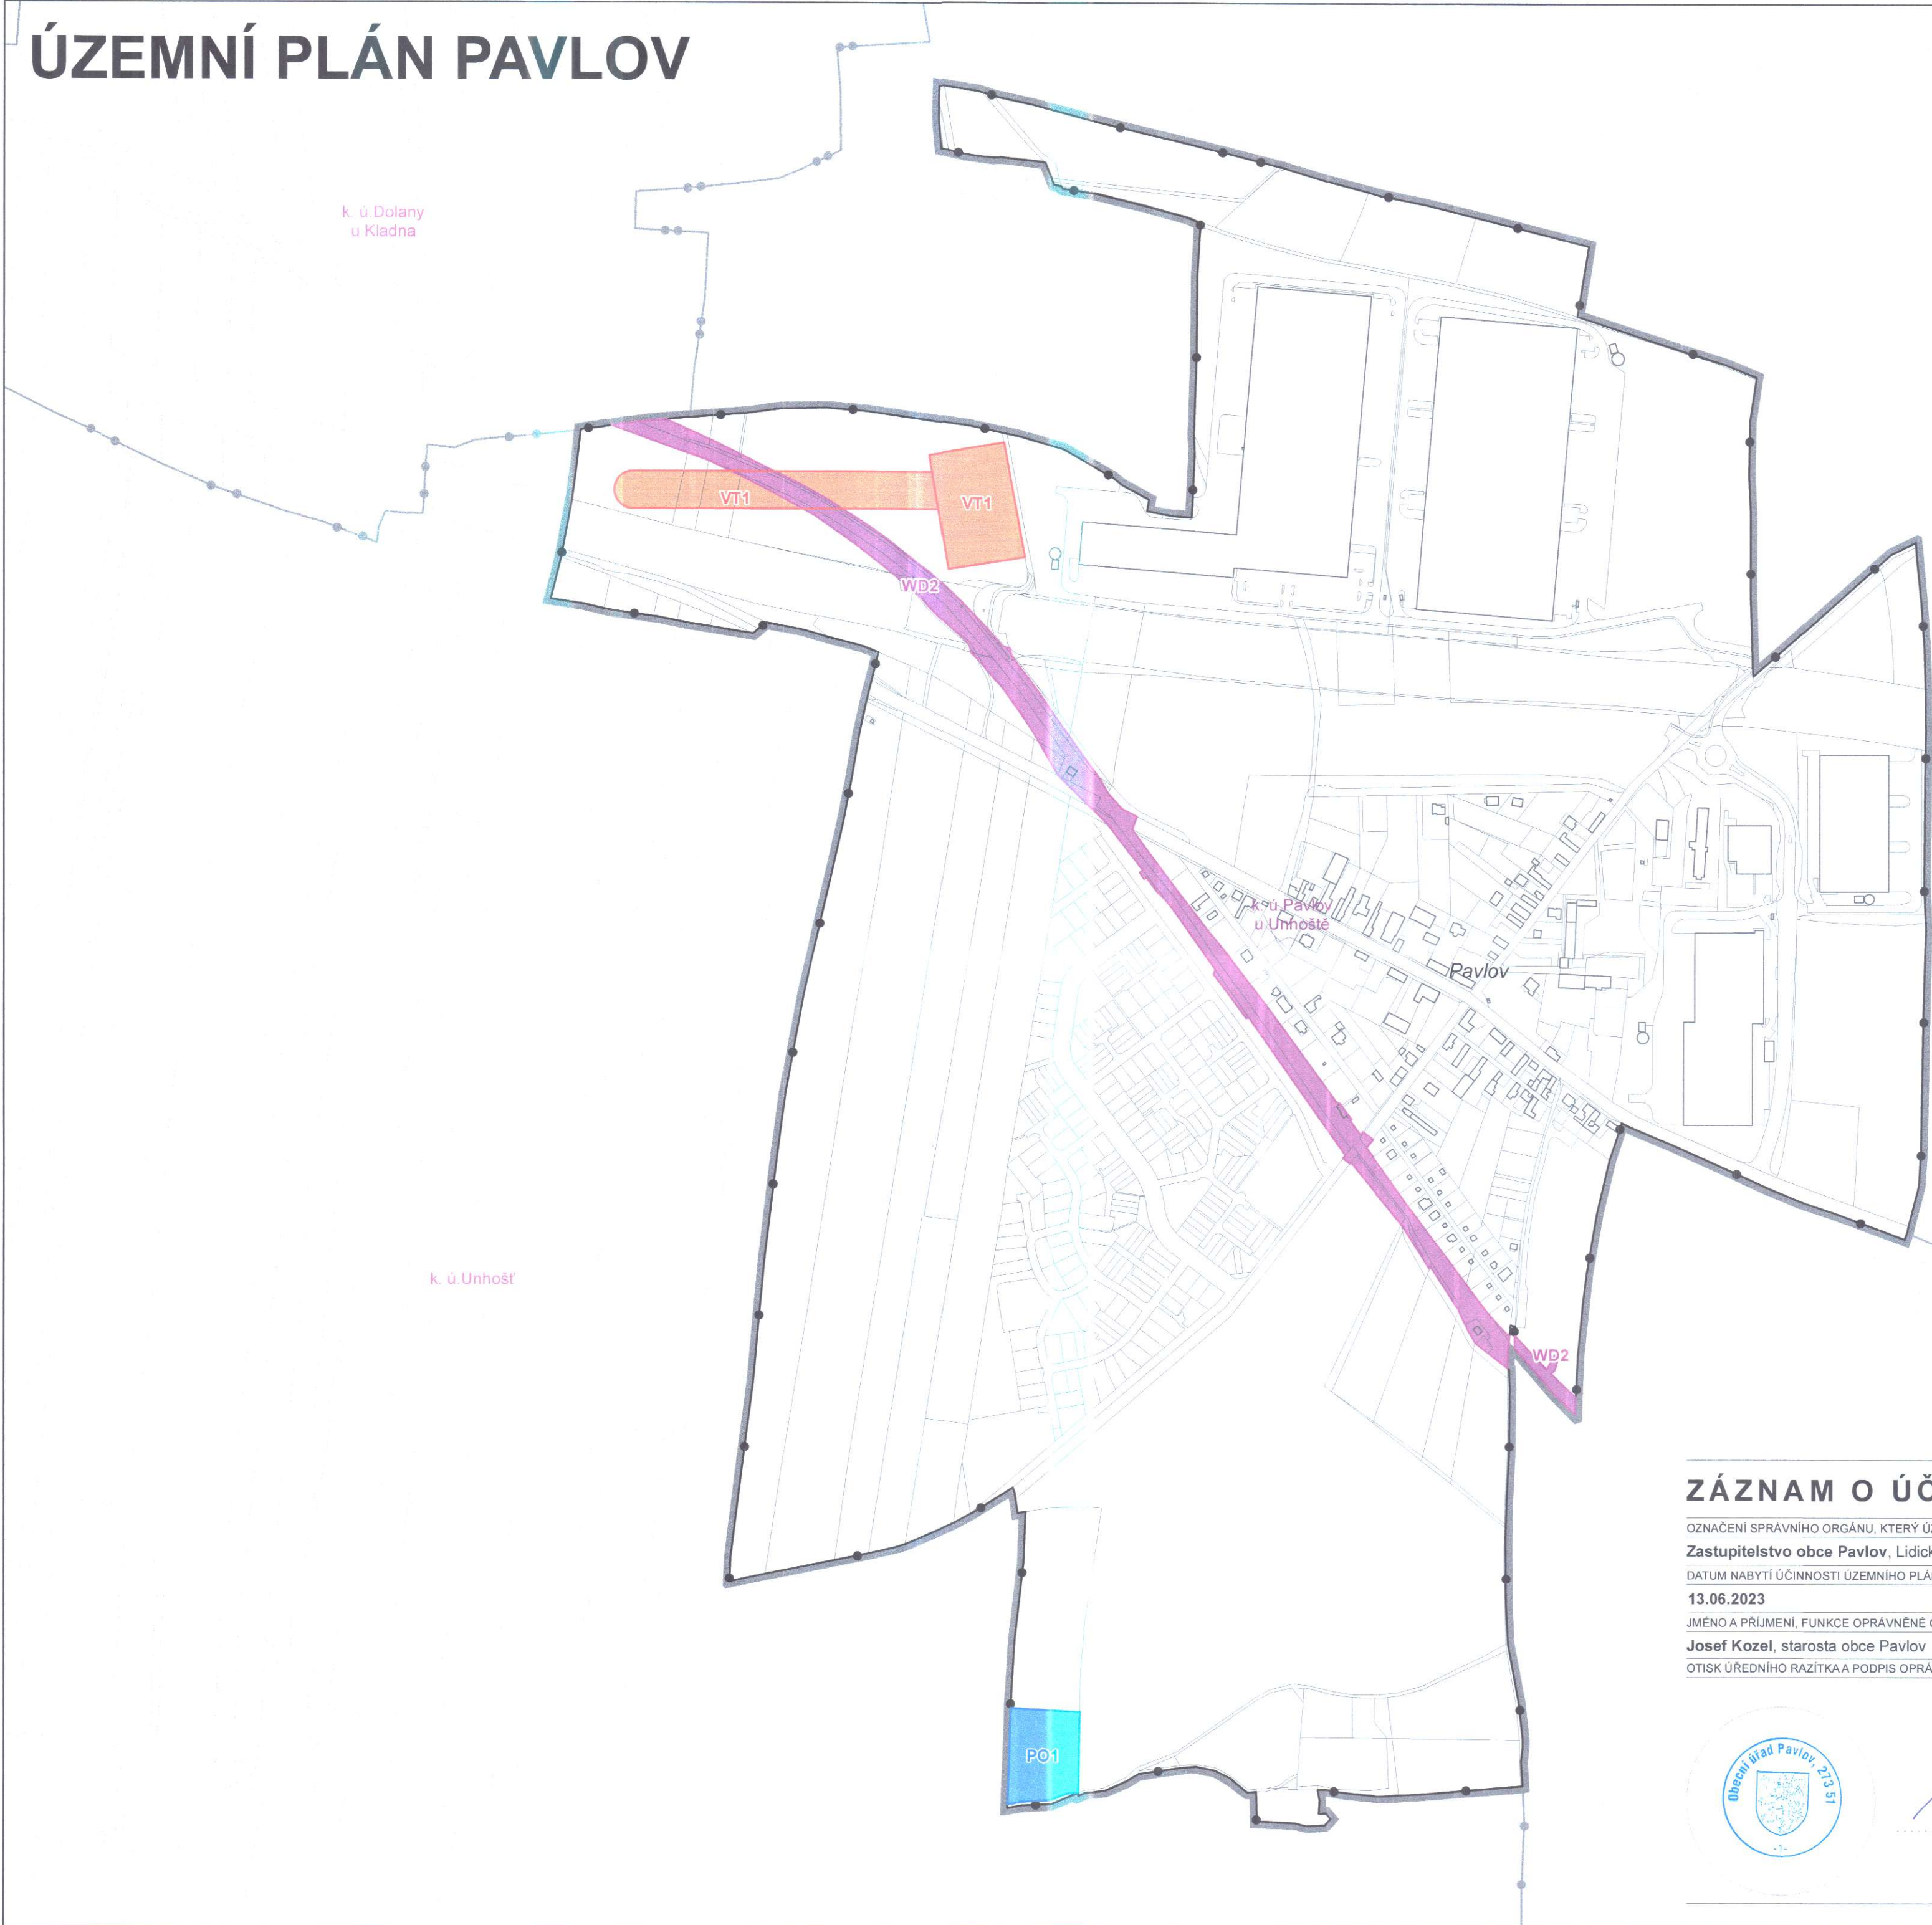 ÚZEMNÍ PLÁN PAVLOV
k. ú.Dolany
u Kladna
VT1
VT1
WD2
k. ú.Pavlov
u Unhoště
Pavlov
k. ú.Unhošť
WD2
PO1
ZÁZNAM O ÚČ
OZNAČENÍ SPRÁVNÍHO ORGÁNU, KTERÝ Ú
Zastupitelstvo obce Pavlov, Lidick
DATUM NABYTÍ ÚČINNOSTI ÚZEMNÍHO PLÁ
13.06.2023
JMÉNO A PŘÍJMENÍ, FUNKCE OPRÁVNĚNÉ
Josef Kozel, starosta obce Pavlov
OTISK ÚŘEDNÍHO RAZÍTKA A PODPIS OPRÁ
Obecní úřad Pavlov, 273 51
-1-